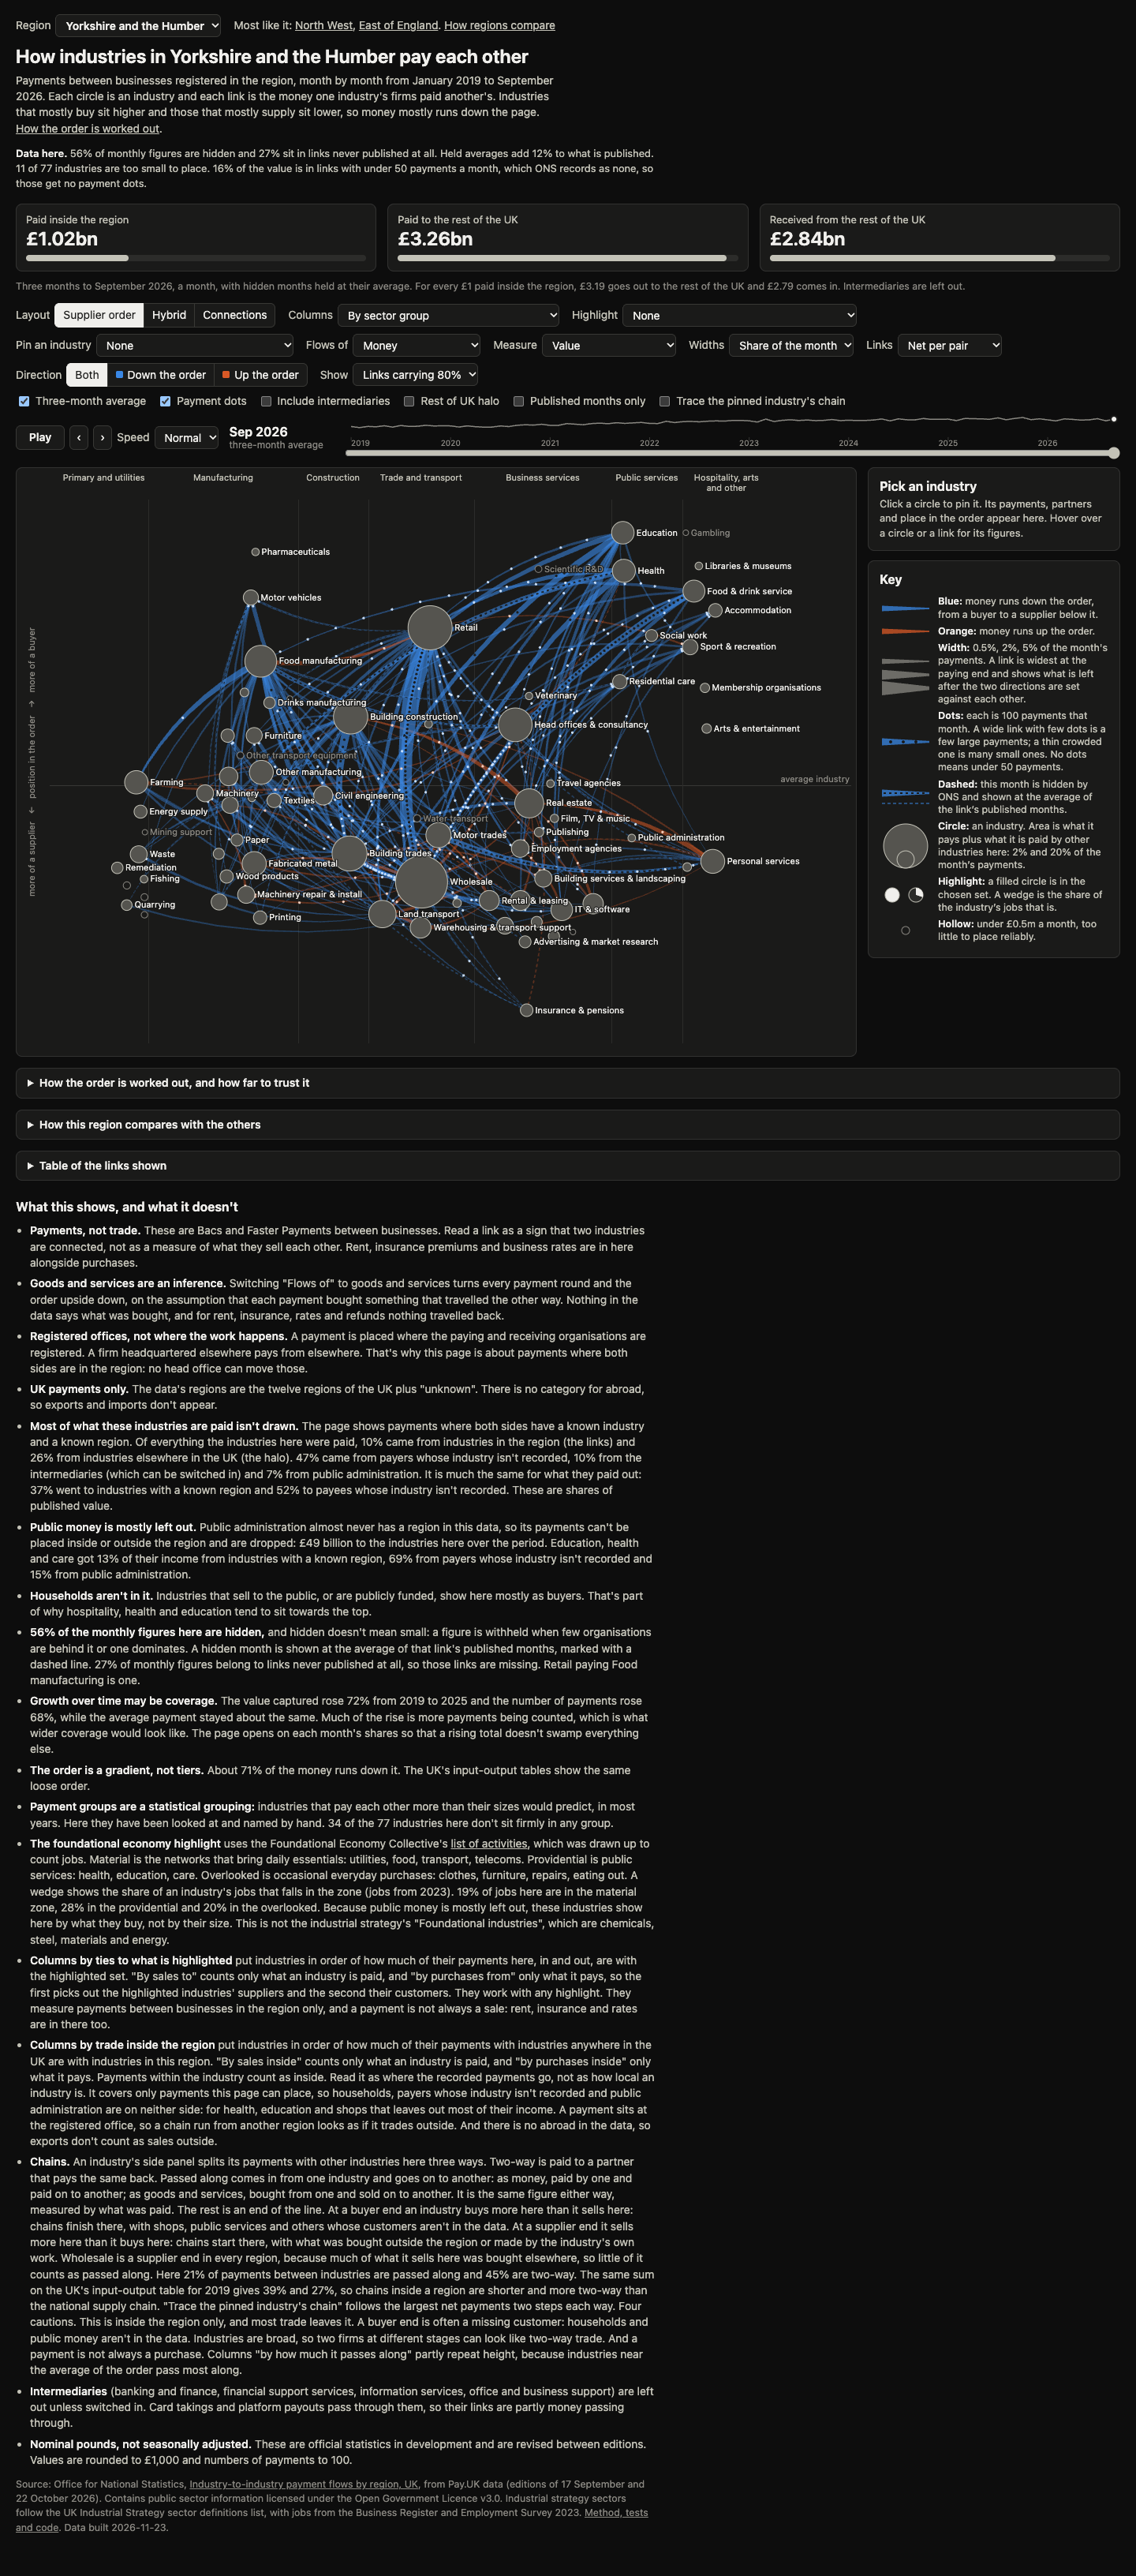 Region Yorkshire and the Humber Most like it: North West, East of England. How regions compare
How industries in Yorkshire and the Humber pay each other
Payments between businesses registered in the region, month by month from January 2019 to September
2026. Each circle is an industry and each link is the money one industry's firms paid another's. Industries
that mostly buy sit higher and those that mostly supply sit lower, so money mostly runs down the page.
How the order is worked out.
Data here. 56% of monthly figures are hidden and 27% sit in links never published at all. Held averages add 12% to what is published.
11 of 77 industries are too small to place. 16% of the value is in links with under 50 payments a month, which ONS records as none, so
those get no payment dots.
Paid inside the region
£1.02bn
Paid to the rest of the UK
£3.26bn
Received from the rest of the UK
£2.84bn
Three months to September 2026, a month, with hidden months held at their average. For every £1 paid inside the region, £3.19 goes out to the rest of the UK and £2.79 comes in. Intermediaries are left out.
Layout Supplier order Hybrid Connections Columns By sector group Highlight None
Pin an industry None Flows of Money Measure Value Widths Share of the month Links Net per pair
Direction Both Down the order Up the order Show Links carrying 80%
Three-month average Payment dots Include intermediaries Rest of UK halo Published months only Trace the pinned industry's chain
Play ‹ › Speed Normal Sep 2026
three-month average
2019 2020 2021 2022 2023 2024 2025 2026
Primary and utilities Manufacturing Construction Trade and transport Business services Public services Hospitality, arts
and other
more of a supplier ← position in the order → more of a buyer
Education
Gambling
Pharmaceuticals
Scientific R&D
Health
Libraries & museums
Food & drink service
Motor vehicles
Accommodation
Retail
Social work
Sport & recreation
Food manufacturing
Residential care
Membership organisations
Veterinary
Drinks manufacturing
Building construction
Head offices & consultancy
Arts & entertainment
Furniture
Other transport equipment
Other manufacturing
average industry
Farming
Travel agencies
Machinery
Textiles
Civil engineering
Real estate
Energy supply
Water transport
Film, TV & music
Mining support
Motor trades
Publishing
Public administration
Paper
Employment agencies
Waste
Building trades
Fabricated metal
Personal services
Remediation
Wood products
Fishing
Wholesale
Building services & landscaping
Machinery repair & install
Rental & leasing
Quarrying
IT & software
Printing
Land transport
Warehousing & transport support
Advertising & market research
Insurance & pensions
Pick an industry
Click a circle to pin it. Its payments, partners
and place in the order appear here. Hover over
a circle or a link for its figures.
Key
Blue: money runs down the order,
from a buyer to a supplier below it.
Orange: money runs up the order.
Width: 0.5%, 2%, 5% of the month's
payments. A link is widest at the
paying end and shows what is left
after the two directions are set
against each other.
Dots: each is 100 payments that
month. A wide link with few dots is a
few large payments; a thin crowded
one is many small ones. No dots
means under 50 payments.
Dashed: this month is hidden by
ONS and shown at the average of
the link's published months.
Circle: an industry. Area is what it
pays plus what it is paid by other
industries here: 2% and 20% of the
month's payments.
Highlight: a filled circle is in the
chosen set. A wedge is the share of
the industry's jobs that is.
Hollow: under £0.5m a month, too
little to place reliably.
How the order is worked out, and how far to trust it
How this region compares with the others
Table of the links shown
What this shows, and what it doesn't
Payments, not trade. These are Bacs and Faster Payments between businesses. Read a link as a sign that two industries
are connected, not as a measure of what they sell each other. Rent, insurance premiums and business rates are in here
alongside purchases.
Goods and services are an inference. Switching "Flows of" to goods and services turns every payment round and the
order upside down, on the assumption that each payment bought something that travelled the other way. Nothing in the
data says what was bought, and for rent, insurance, rates and refunds nothing travelled back.
Registered offices, not where the work happens. A payment is placed where the paying and receiving organisations are
registered. A firm headquartered elsewhere pays from elsewhere. That's why this page is about payments where both
sides are in the region: no head office can move those.
UK payments only. The data's regions are the twelve regions of the UK plus "unknown". There is no category for abroad,
so exports and imports don't appear.
Most of what these industries are paid isn't drawn. The page shows payments where both sides have a known industry
and a known region. Of everything the industries here were paid, 10% came from industries in the region (the links) and
26% from industries elsewhere in the UK (the halo). 47% came from payers whose industry isn't recorded, 10% from the
intermediaries (which can be switched in) and 7% from public administration. It is much the same for what they paid out:
37% went to industries with a known region and 52% to payees whose industry isn't recorded. These are shares of
published value.
Public money is mostly left out. Public administration almost never has a region in this data, so its payments can't be
placed inside or outside the region and are dropped: £49 billion to the industries here over the period. Education, health
and care got 13% of their income from industries with a known region, 69% from payers whose industry isn't recorded and
15% from public administration.
Households aren't in it. Industries that sell to the public, or are publicly funded, show here mostly as buyers. That's part
of why hospitality, health and education tend to sit towards the top.
56% of the monthly figures here are hidden, and hidden doesn't mean small: a figure is withheld when few organisations
are behind it or one dominates. A hidden month is shown at the average of that link's published months, marked with a
dashed line. 27% of monthly figures belong to links never published at all, so those links are missing. Retail paying Food
manufacturing is one.
Growth over time may be coverage. The value captured rose 72% from 2019 to 2025 and the number of payments rose
68%, while the average payment stayed about the same. Much of the rise is more payments being counted, which is what
wider coverage would look like. The page opens on each month's shares so that a rising total doesn't swamp everything
else.
The order is a gradient, not tiers. About 71% of the money runs down it. The UK's input-output tables show the same
loose order.
Payment groups are a statistical grouping: industries that pay each other more than their sizes would predict, in most
years. Here they have been looked at and named by hand. 34 of the 77 industries here don't sit firmly in any group.
The foundational economy highlight uses the Foundational Economy Collective's list of activities, which was drawn up to
count jobs. Material is the networks that bring daily essentials: utilities, food, transport, telecoms. Providential is public
services: health, education, care. Overlooked is occasional everyday purchases: clothes, furniture, repairs, eating out. A
wedge shows the share of an industry's jobs that falls in the zone (jobs from 2023). 19% of jobs here are in the material
zone, 28% in the providential and 20% in the overlooked. Because public money is mostly left out, these industries show
here by what they buy, not by their size. This is not the industrial strategy's "Foundational industries", which are chemicals,
steel, materials and energy.
Columns by ties to what is highlighted put industries in order of how much of their payments here, in and out, are with
the highlighted set. "By sales to" counts only what an industry is paid, and "by purchases from" only what it pays, so the
first picks out the highlighted industries' suppliers and the second their customers. They work with any highlight. They
measure payments between businesses in the region only, and a payment is not always a sale: rent, insurance and rates
are in there too.
Columns by trade inside the region put industries in order of how much of their payments with industries anywhere in the
UK are with industries in this region. "By sales inside" counts only what an industry is paid, and "by purchases inside" only
what it pays. Payments within the industry count as inside. Read it as where the recorded payments go, not as how local an
industry is. It covers only payments this page can place, so households, payers whose industry isn't recorded and public
administration are on neither side: for health, education and shops that leaves out most of their income. A payment sits at
the registered office, so a chain run from another region looks as if it trades outside. And there is no abroad in the data, so
exports don't count as sales outside.
Chains. An industry's side panel splits its payments with other industries here three ways. Two-way is paid to a partner
that pays the same back. Passed along comes in from one industry and goes on to another: as money, paid by one and
paid on to another; as goods and services, bought from one and sold on to another. It is the same figure either way,
measured by what was paid. The rest is an end of the line. At a buyer end an industry buys more here than it sells here:
chains finish there, with shops, public services and others whose customers aren't in the data. At a supplier end it sells
more here than it buys here: chains start there, with what was bought outside the region or made by the industry's own
work. Wholesale is a supplier end in every region, because much of what it sells here was bought elsewhere, so little of it
counts as passed along. Here 21% of payments between industries are passed along and 45% are two-way. The same sum
on the UK's input-output table for 2019 gives 39% and 27%, so chains inside a region are shorter and more two-way than
the national supply chain. "Trace the pinned industry's chain" follows the largest net payments two steps each way. Four
cautions. This is inside the region only, and most trade leaves it. A buyer end is often a missing customer: households and
public money aren't in the data. Industries are broad, so two firms at different stages can look like two-way trade. And a
payment is not always a purchase. Columns "by how much it passes along" partly repeat height, because industries near
the average of the order pass most along.
Intermediaries (banking and finance, financial support services, information services, office and business support) are left
out unless switched in. Card takings and platform payouts pass through them, so their links are partly money passing
through.
Nominal pounds, not seasonally adjusted. These are official statistics in development and are revised between editions.
Values are rounded to £1,000 and numbers of payments to 100.
Source: Office for National Statistics, Industry-to-industry payment flows by region, UK, from Pay.UK data (editions of 17 September and
22 October 2026). Contains public sector information licensed under the Open Government Licence v3.0. Industrial strategy sectors
follow the UK Industrial Strategy sector definitions list, with jobs from the Business Register and Employment Survey 2023. Method, tests
and code. Data built 2026-11-23.